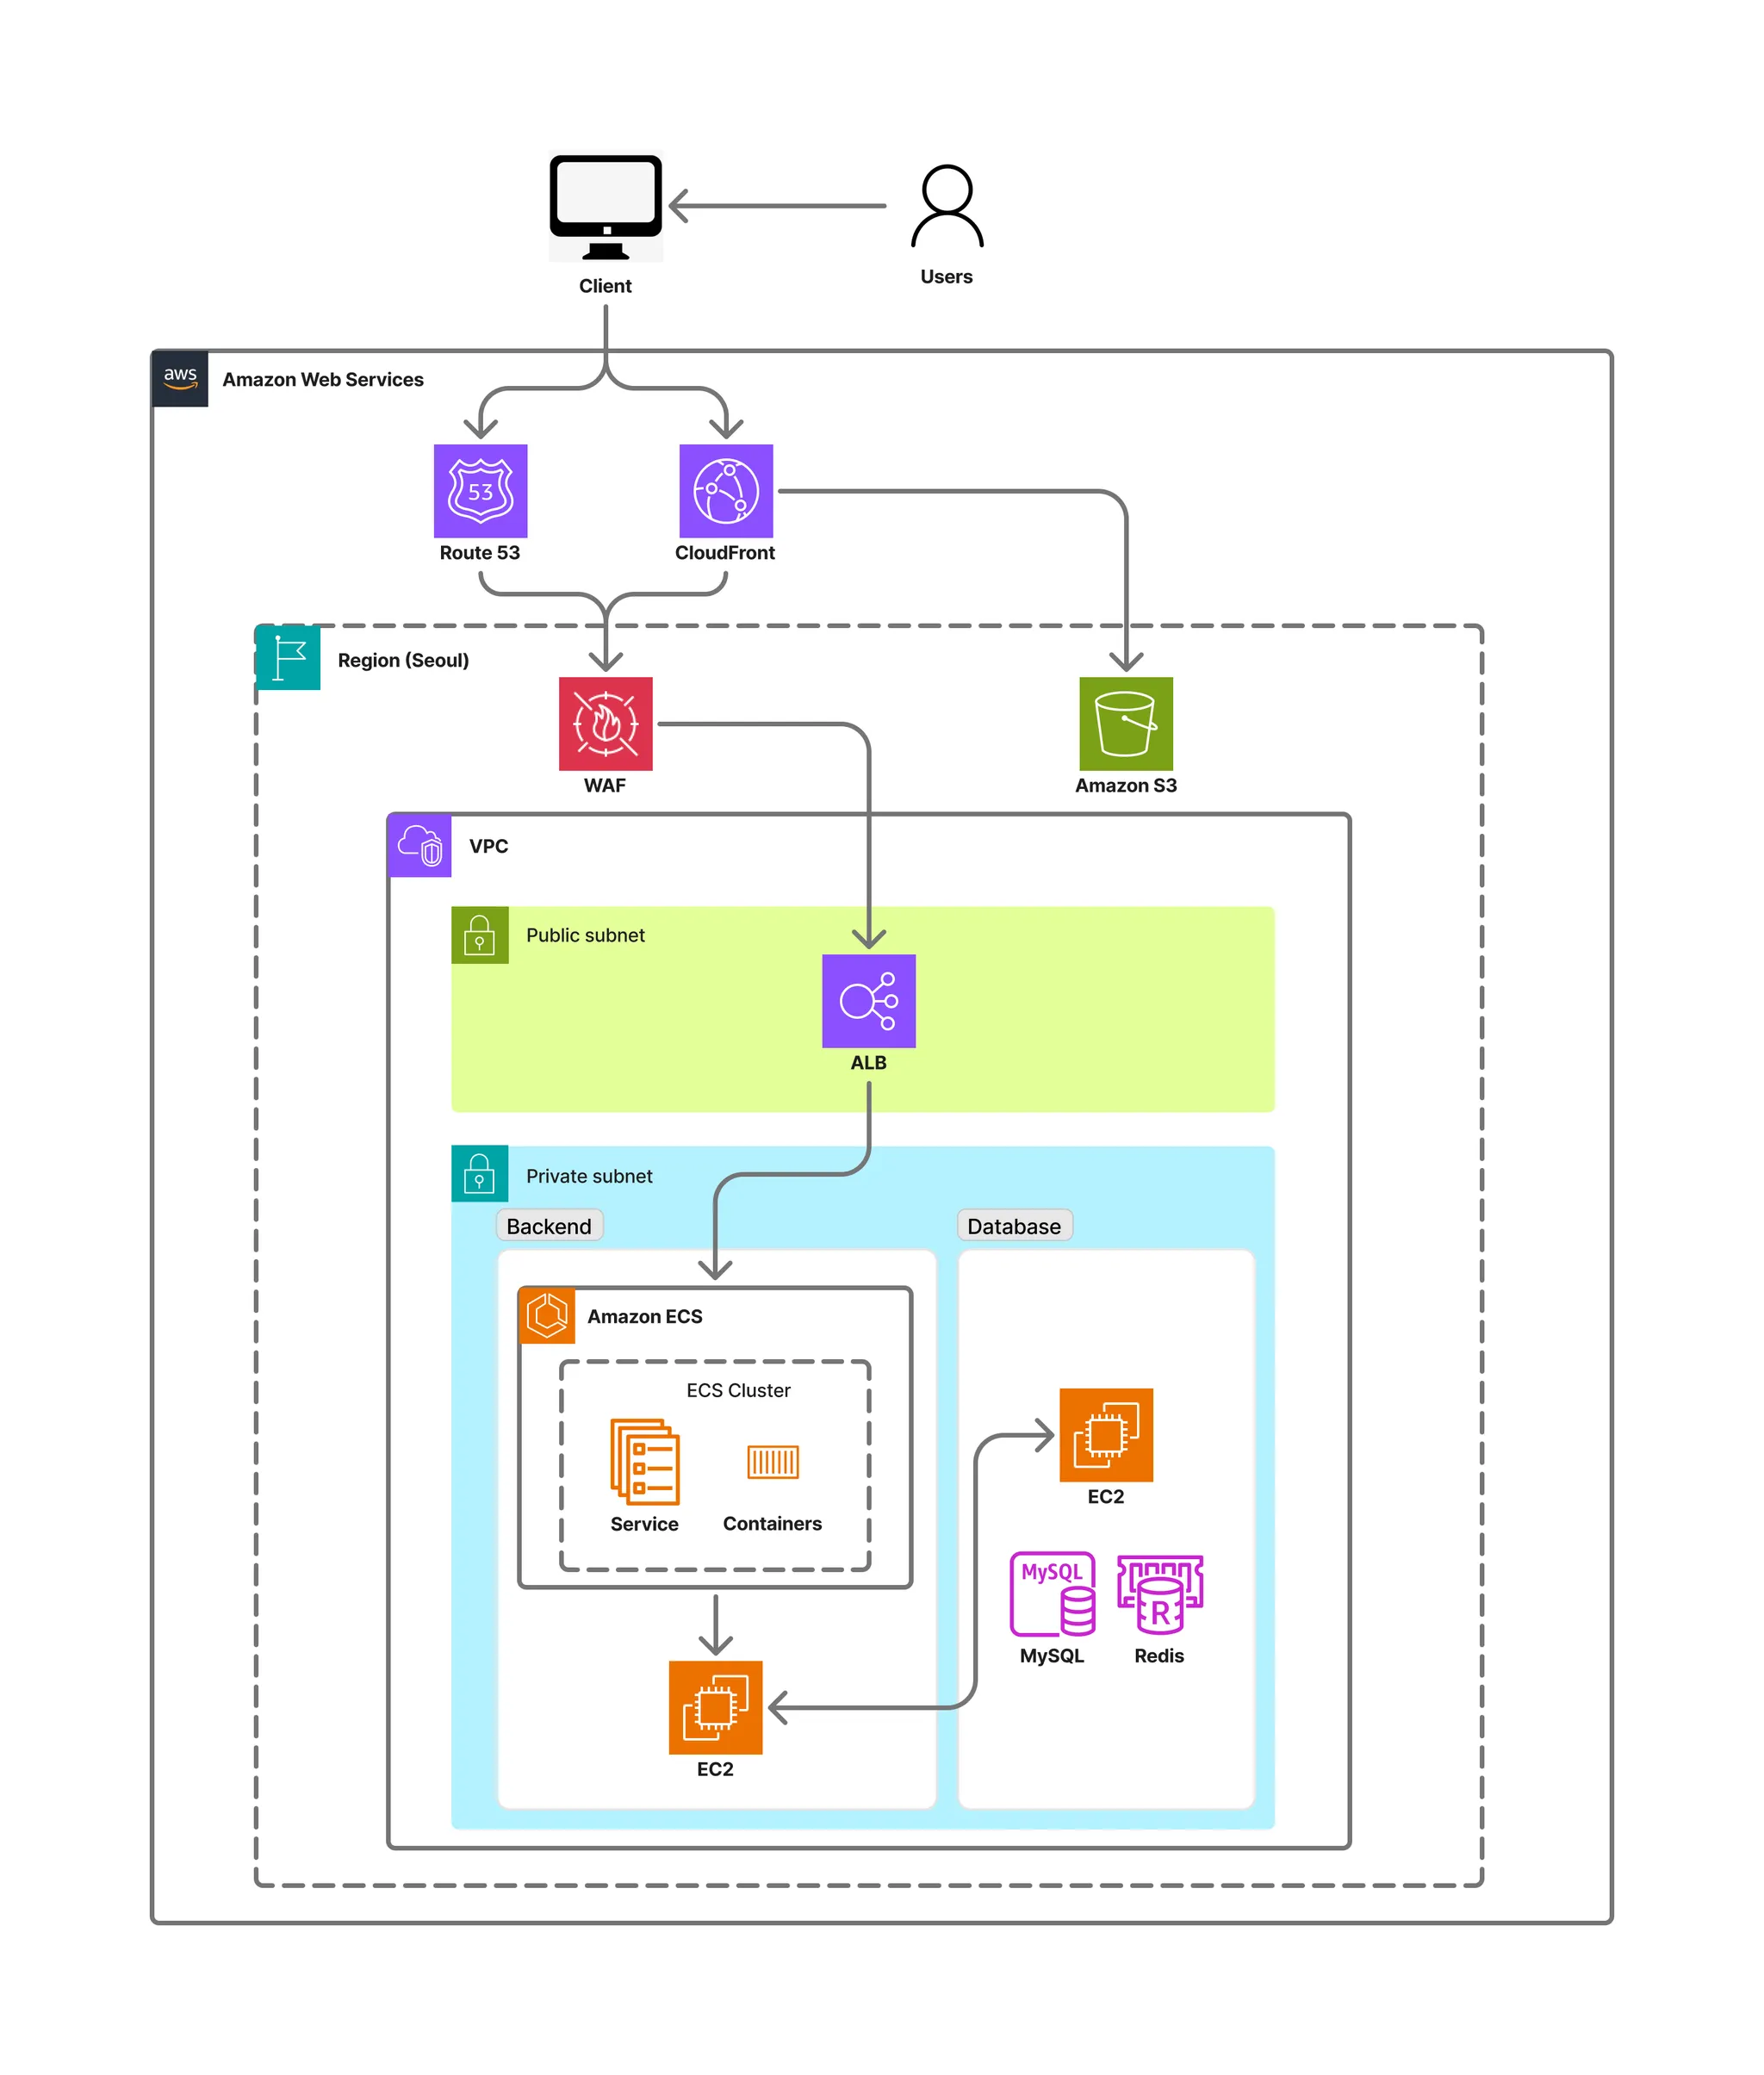 Client
Users
aws
Amazon Web Services
53
Route 53
CloudFront
Region (Seoul)
WAF
Amazon S3
VPC
Public subnet
ALB
Private subnet
Backend
Database
Amazon ECS
ECS Cluster
Service
Containers
EC2
MySQL
R
MySQL
Redis
EC2